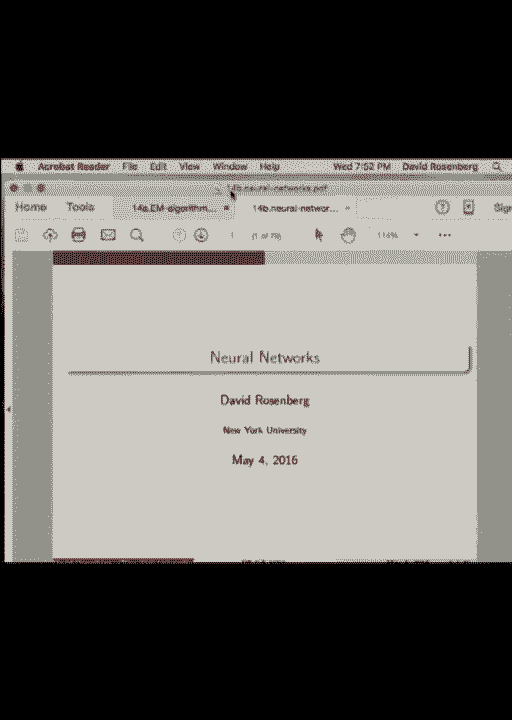 Acrobat Reader File Edit View Window Help Wed 7:52 PM David Rosenberg
14b.neural-networks.pdf
Home Tools 14a.EM-algorithm... × 14b.neural-networ... × Sign
1 (1 of 79) 114%
Neural Networks
David Rosenberg
New York University
May 4, 2016